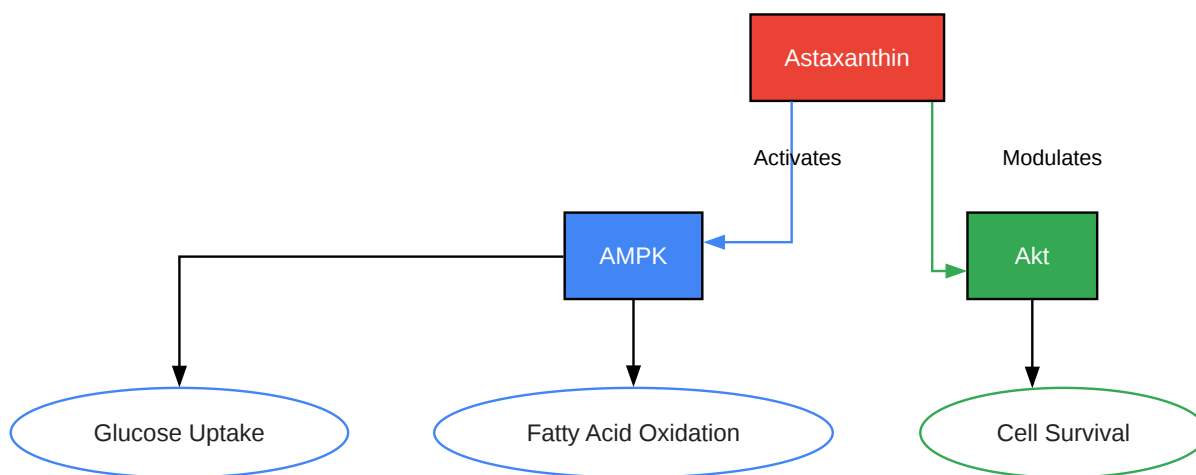 Astaxanthin
Activates
Modulates
AMPK
Akt
Glucose Uptake
Fatty Acid Oxidation
Cell Survival